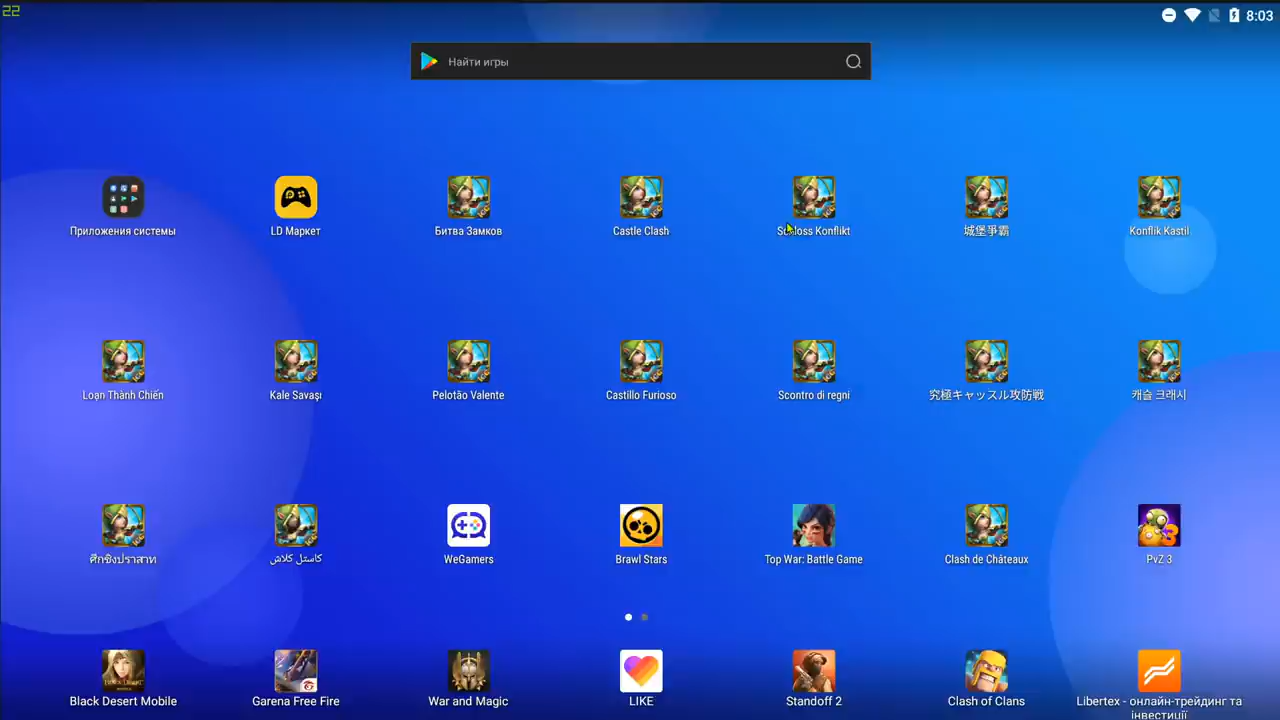 22
8:03
Найти игры
Приложения системы
LD Маркет
Битва Замков
Castle Clash
Schloss Konflikt
城堡爭霸
Konflik Kastil
Loạn Thành Chiến
Kale Savaşı
Pelotão Valente
Castillo Furioso
Scontro di regni
究極キャッスル攻防戦
캐슬 크래시
ศึกชิงปราสาท
كاستل كلاش
WeGamers
Brawl Stars
Top War: Battle Game
Clash de Châteaux
PvZ 3
Black Desert Mobile
Garena Free Fire
War and Magic
LIKE
Standoff 2
Clash of Clans
Libertex - онлайн-трейдинг та
інвестиції